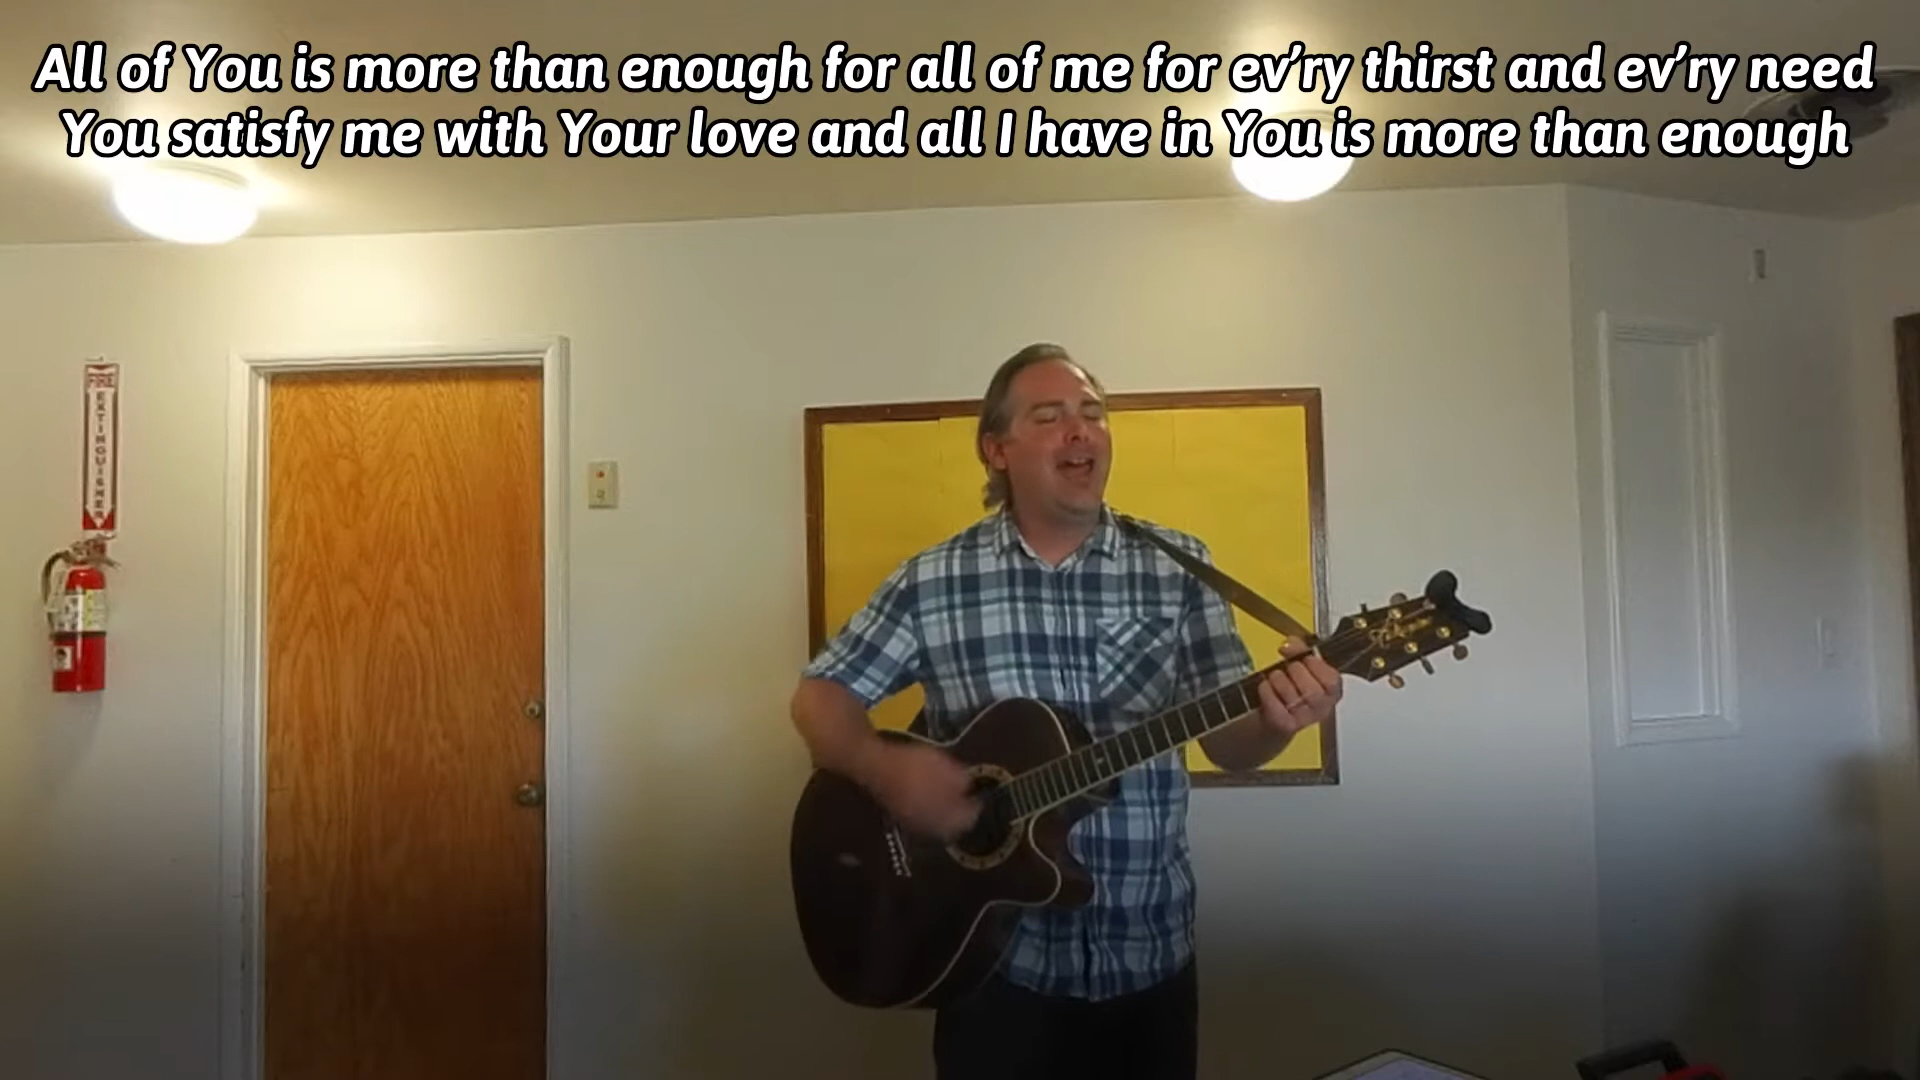 All of You is more than enough for all of me for ev’ry thirst and ev’ry need
You satisfy me with Your love and all I have in You is more than enough
FIRE
EXTINGUISHER